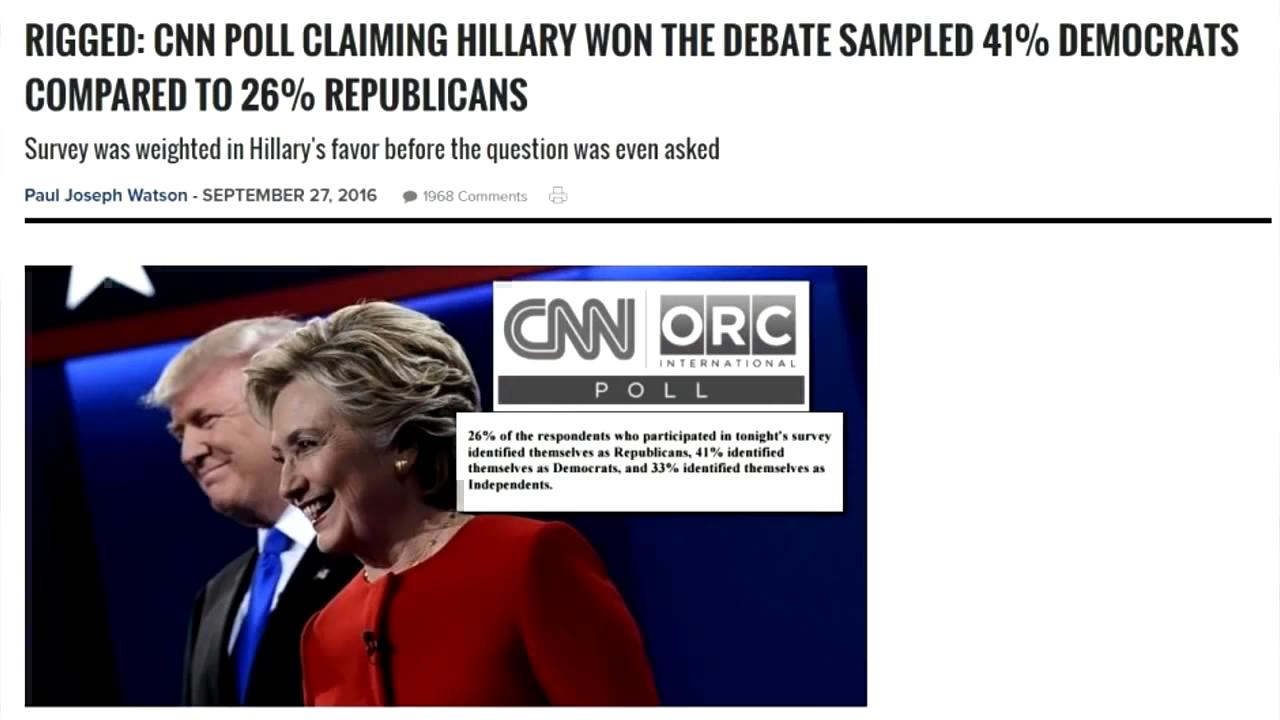 RIGGED: CNN POLL CLAIMING HILLARY WON THE DEBATE SAMPLED 41% DEMOCRATS
COMPARED TO 26% REPUBLICANS
Survey was weighted in Hillary's favor before the question was even asked
Paul Joseph Watson - SEPTEMBER 27, 2016 1968 Comments
CNN ORC
INTERNATIONAL
POLL
26% of the respondents who participated in tonight's survey
identified themselves as Republicans, 41% identified
themselves as Democrats, and 33% identified themselves as
Independents.